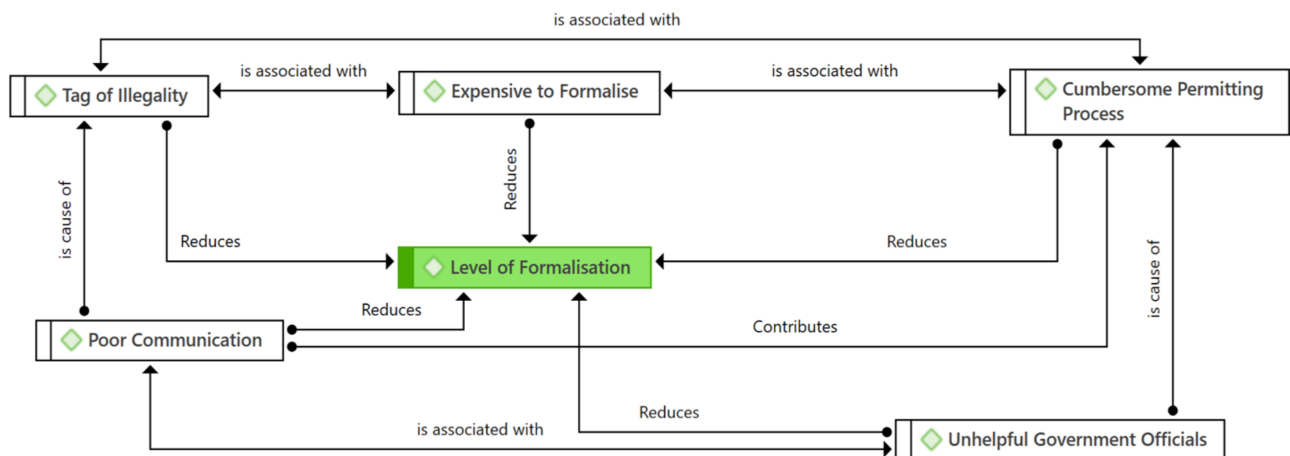 is associated with
is associated with
is associated with
Tag of Illegality
Expensive to Formalise
Cumbersome Permitting
Process
Reduces
is cause of
Reduces
Reduces
is cause of
Level of Formalisation
Reduces
Contributes
Poor Communication
Reduces
is associated with
Unhelpful Government Officials